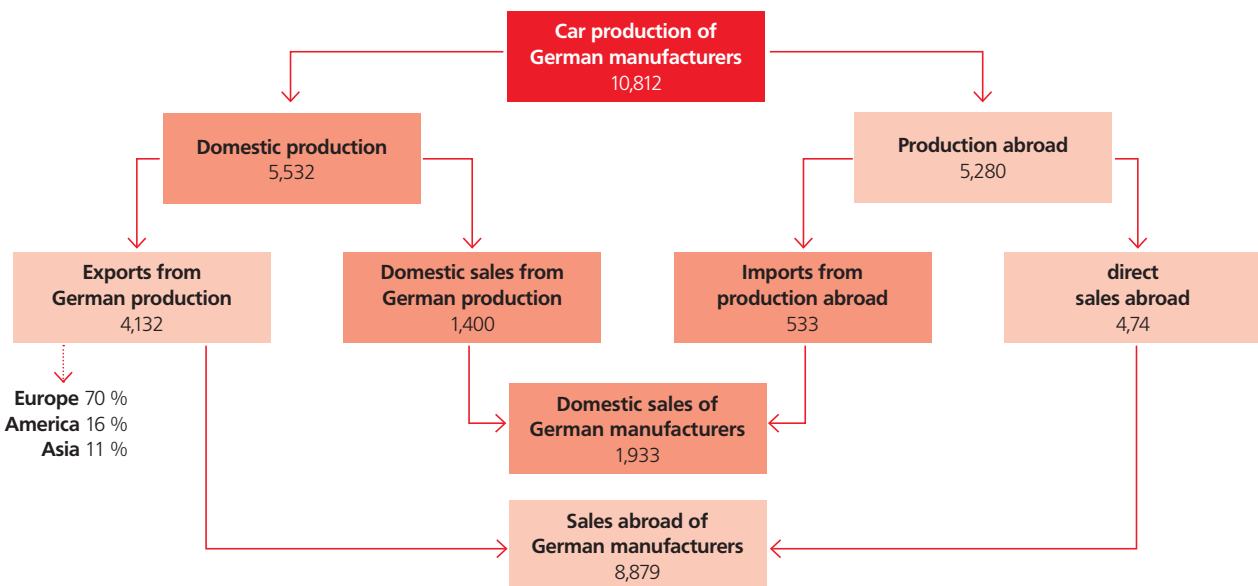 Car production of
German manufacturers
10,812
Domestic production
5,532
Production abroad
5,280
Exports from
German production
4,132
Domestic sales from
German production
1,400
Imports from
production abroad
533
direct
sales abroad
4,74
Europe 70 %
America 16 %
Asia 11 %
Domestic sales of
German manufacturers
1,933
Sales abroad of
German manufacturers
8,879